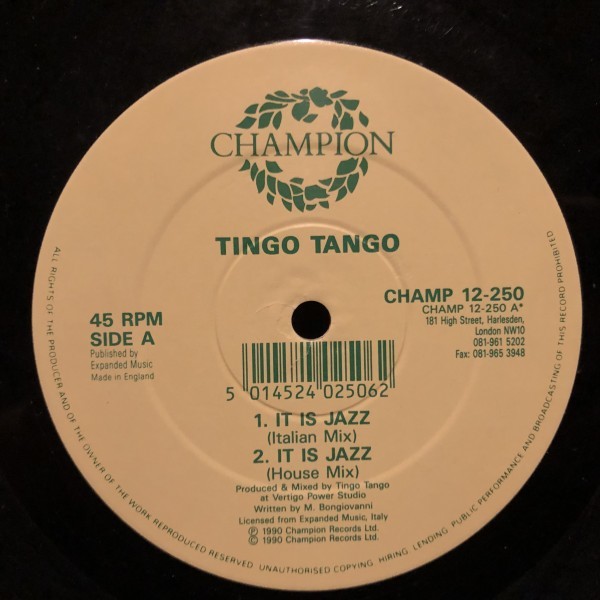 CHAMPION
TINGO TANGO
45 RPM
SIDE A
Published by
Expanded Music
Made in England
CHAMP 12-250
CHAMP 12-250 A*
181 High Street, Harlesden,
London NW10
081-961 5202
Fax: 081-965 3948
5 014524 025062
1. IT IS JAZZ
(Italian Mix)
2. IT IS JAZZ
(House Mix)
Produced & Mixed by Tingo Tango
at Vertigo Power Studio
Written by M. Bongiovanni
Licensed from Expanded Music, Italy
℗ 1990 Champion Records Ltd.
© 1990 Champion Records Ltd.
ALL RIGHTS OF THE PRODUCER AND OF THE OWNER OF THE WORK REPRODUCED RESERVED UNAUTHORISED COPYING HIRING LENDING PUBLIC PERFORMANCE AND BROADCASTING OF THIS RECORD PROHIBITED